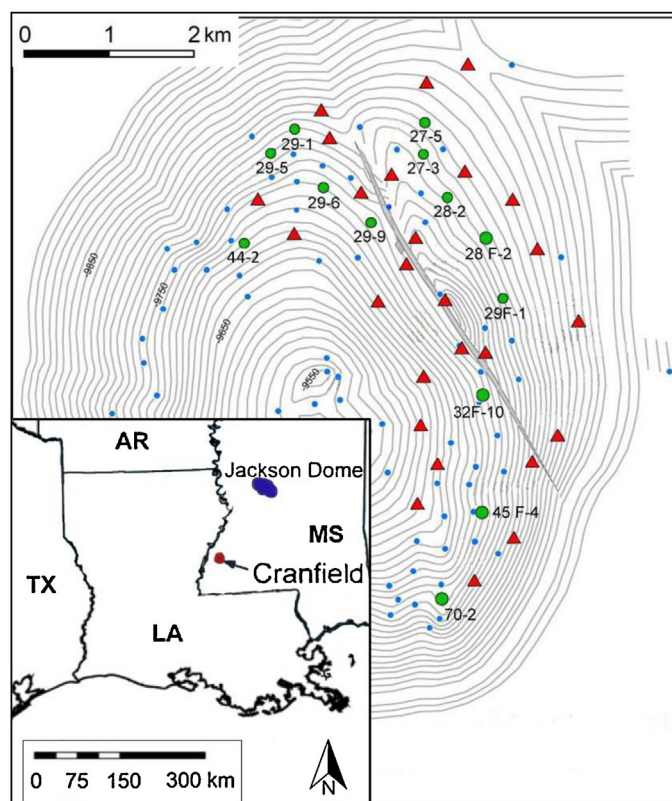 0 1 2 km
29-1
27-5
29-5
27-3
29-6
28-2
29-9
44-2
28 F-2
29F-1
-9850
-9750
-9650
-9550
32F-10
45 F-4
70-2
AR
Jackson Dome
MS
Cranfield
TX
LA
0 75 150 300 km
N